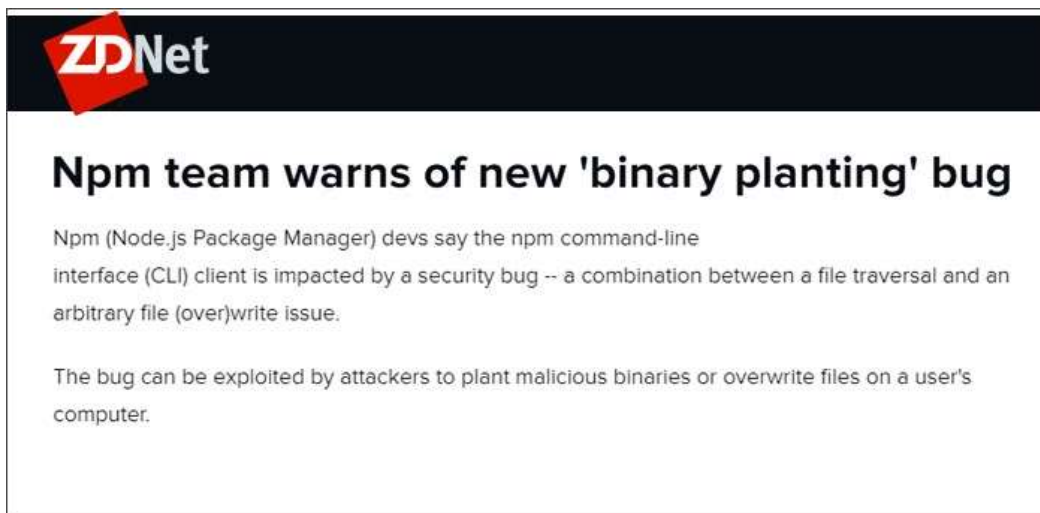 ZDNet
Npm team warns of new 'binary planting' bug
Npm (Node.js Package Manager) devs say the npm command-line
interface (CLI) client is impacted by a security bug -- a combination between a file traversal and an
arbitrary file (over)write issue.
The bug can be exploited by attackers to plant malicious binaries or overwrite files on a user's
computer.